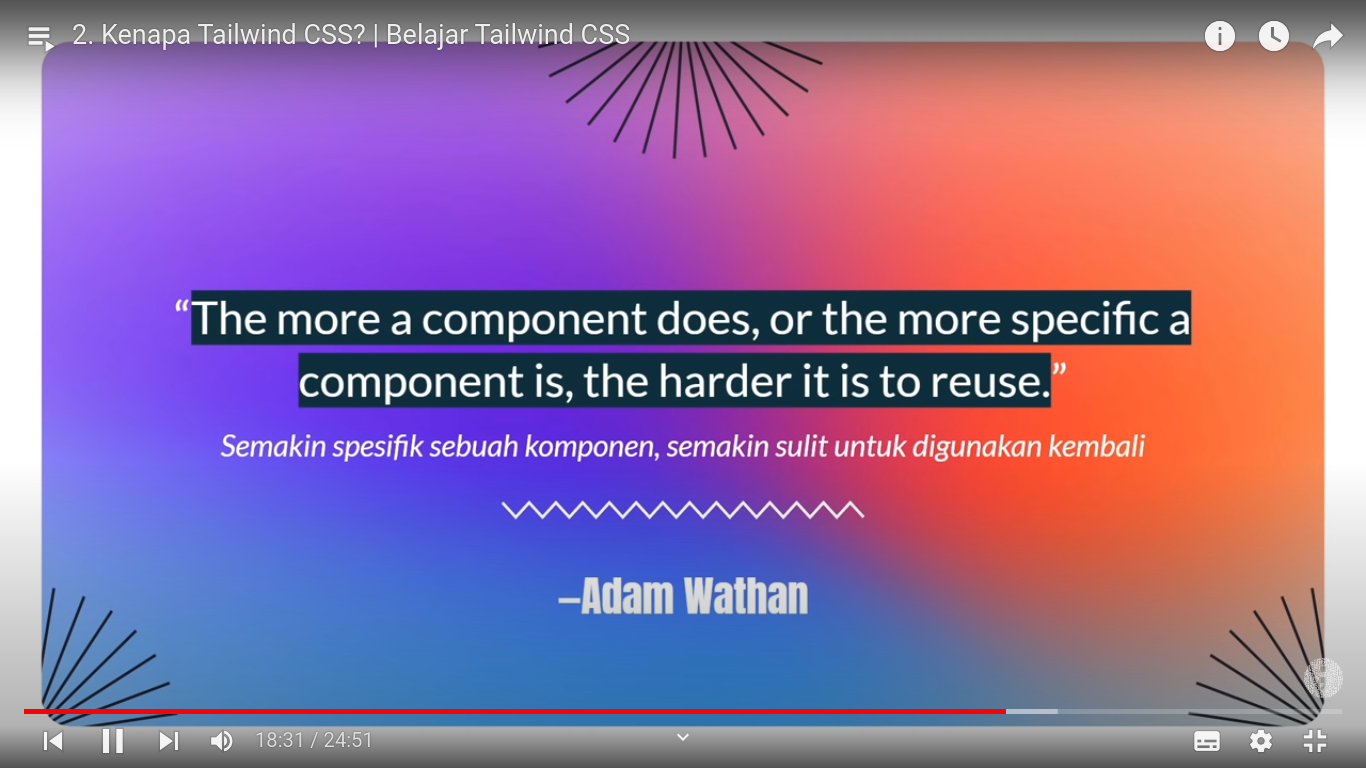 2. Kenapa Tailwind CSS? | Belajar Tailwind CSS
“The more a component does, or the more specific a
component is, the harder it is to reuse.”
Semakin spesifik sebuah komponen, semakin sulit untuk digunakan kembali
–Adam Wathan
18:31 / 24:51